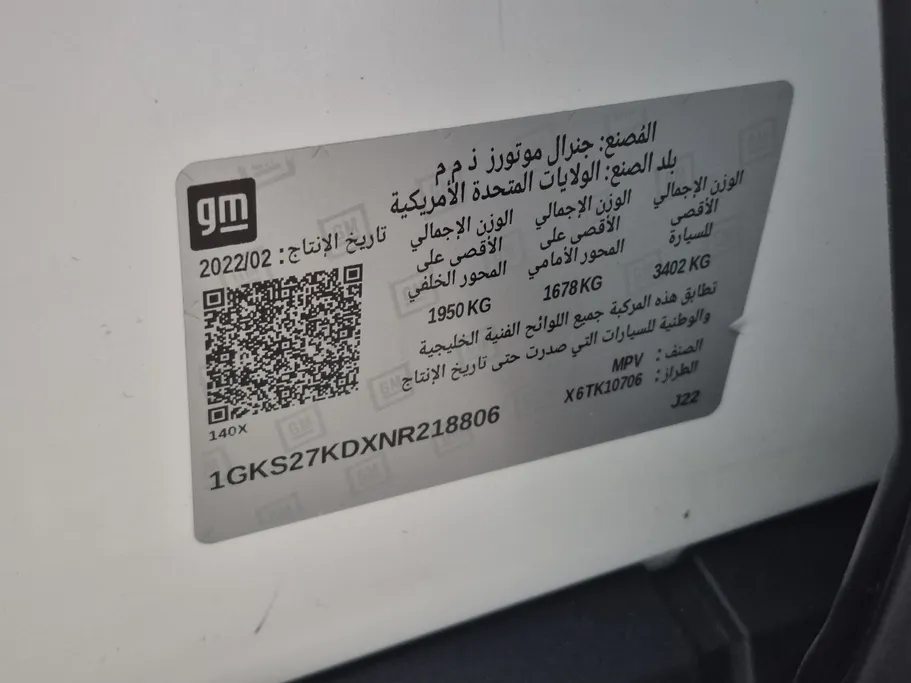 المُصنع: جنرال موتورز ذ.م.م
بلد الصنع: الولايات المتحدة الأمريكية
gm
تاريخ الإنتاج: 2022/02
الوزن الإجمالي الأقصى للسيارة
3402 KG
الوزن الإجمالي الأقصى على المحور الأمامي
1678 KG
الوزن الإجمالي الأقصى على المحور الخلفي
1950 KG
تطابق هذه المركبة جميع اللوائح الفنية الخليجية
والوطنية للسيارات التي صدرت حتى تاريخ الإنتاج
الصنف: MPV
الطراز: X6TK10706
J22
140X
1GKS27KDXNR218806